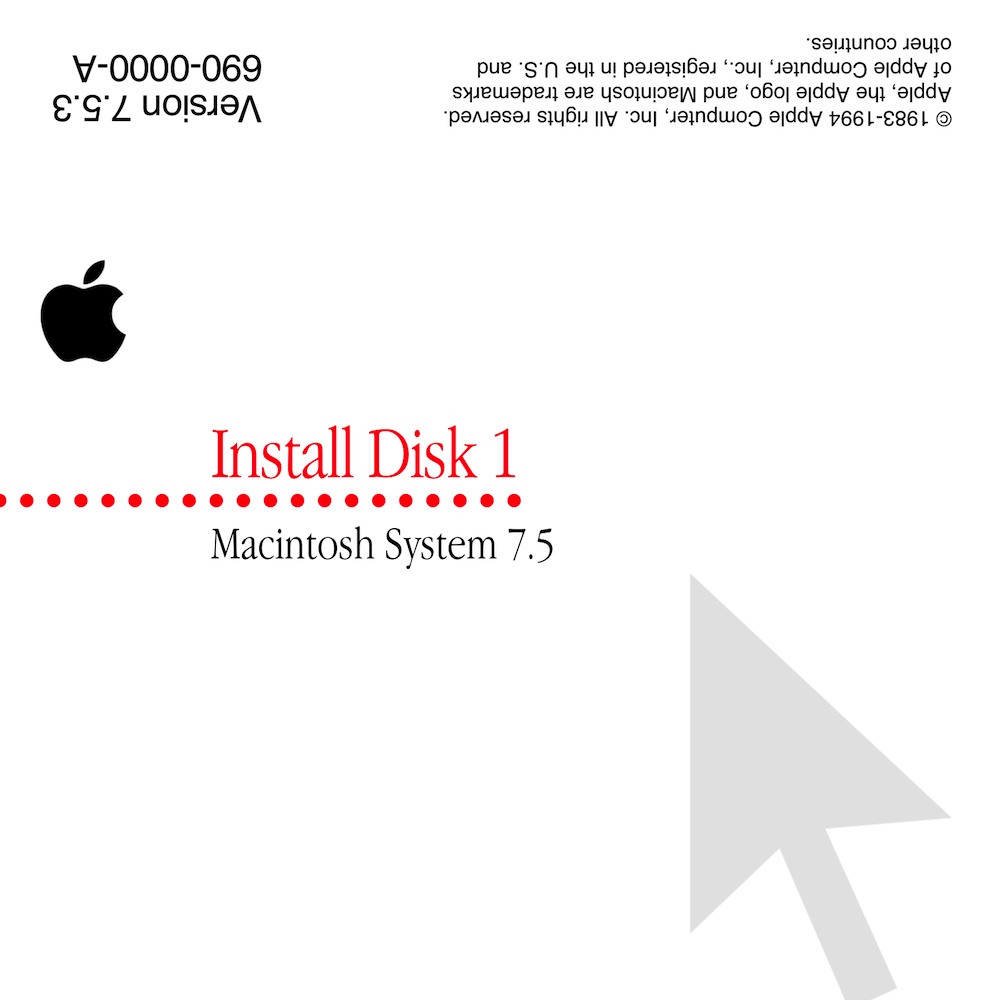 © 1983-1994 Apple Computer, Inc. All rights reserved.
Apple, the Apple logo, and Macintosh are trademarks
of Apple Computer, Inc., registered in the U.S. and
other countries.
Version 7.5.3
690-0000-A
Install Disk 1
Macintosh System 7.5